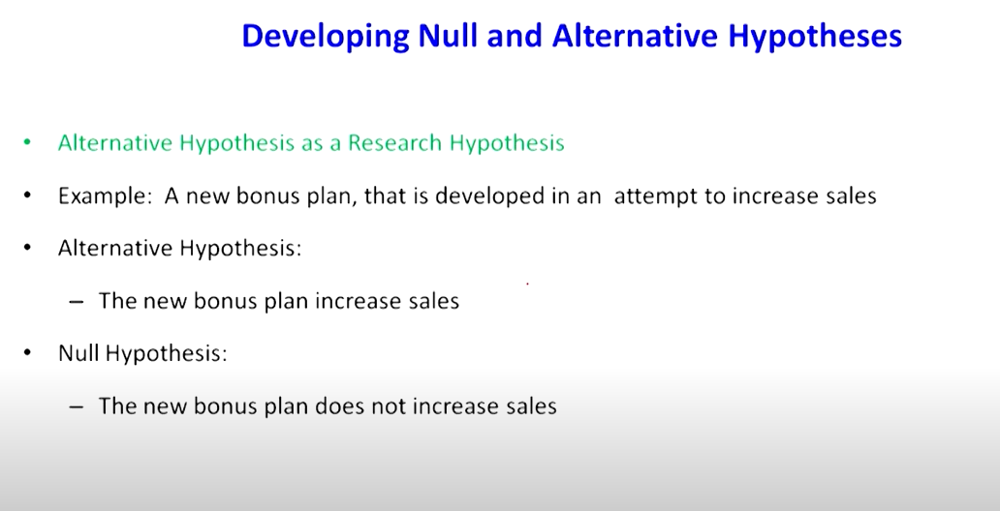 Developing Null and Alternative Hypotheses
• Alternative Hypothesis as a Research Hypothesis
• Example: A new bonus plan, that is developed in an attempt to increase sales
• Alternative Hypothesis:
– The new bonus plan increase sales
• Null Hypothesis:
– The new bonus plan does not increase sales